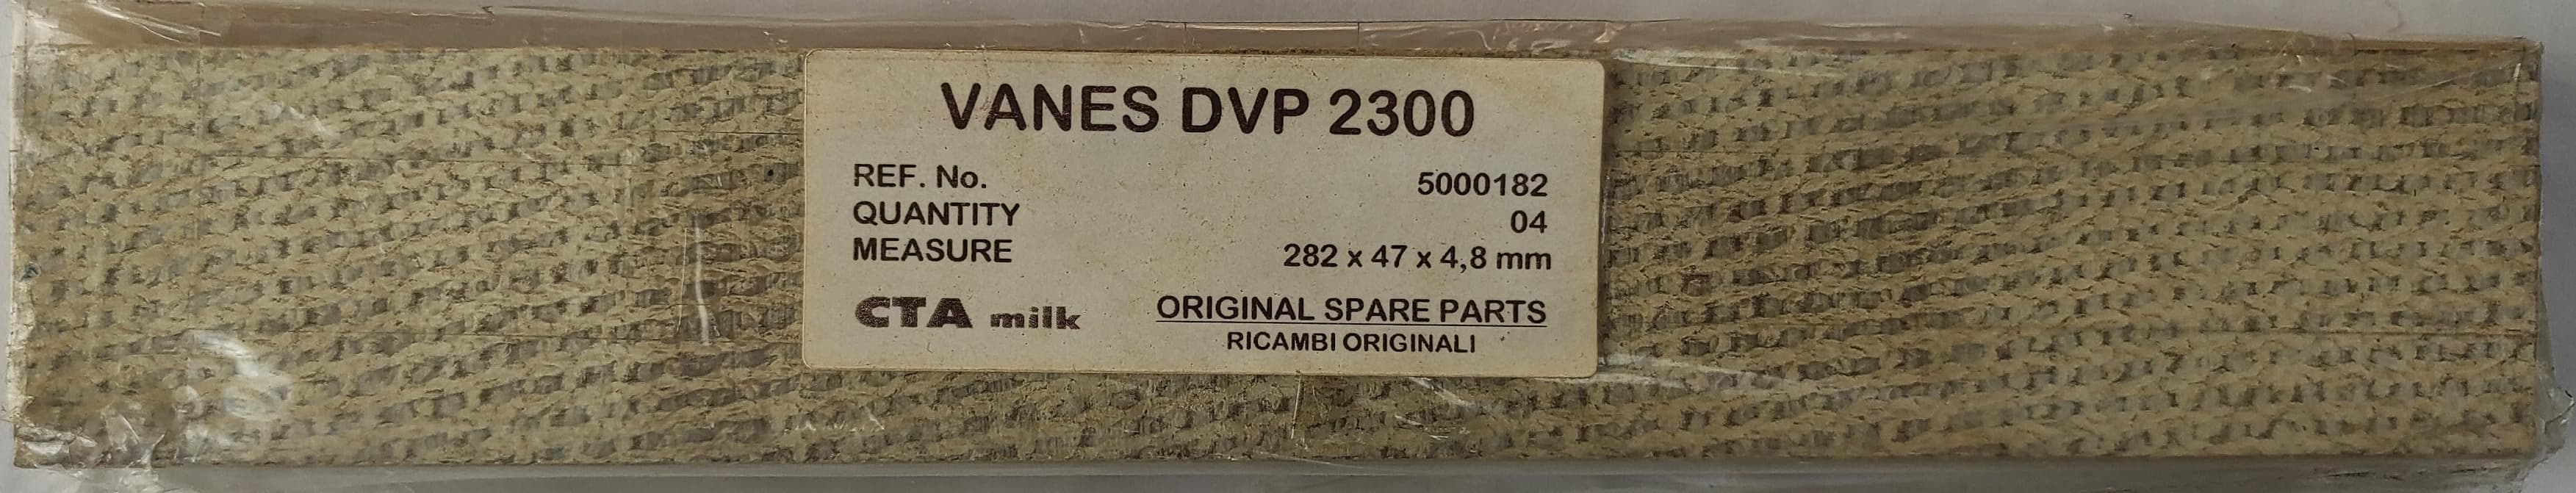 VANES DVP 2300
REF. No. 5000182
QUANTITY 04
MEASURE 282 x 47 x 4,8 mm
CTA milk ORIGINAL SPARE PARTS
RICAMBI ORIGINALI